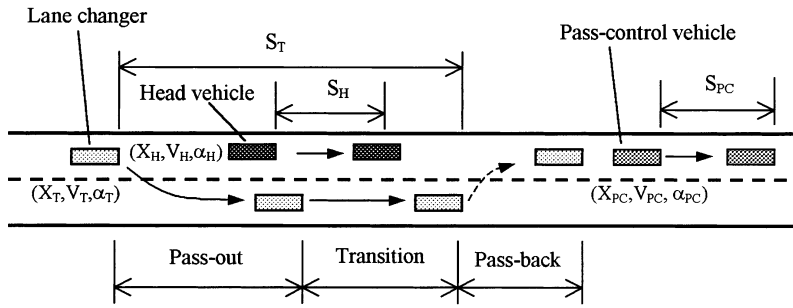 Lane changer
S_T
Pass-control vehicle
Head vehicle
S_H
S_PC
(X_H,V_H,α_H)
(X_T,V_T,α_T)
(X_PC,V_PC, α_PC)
Pass-out
Transition
Pass-back